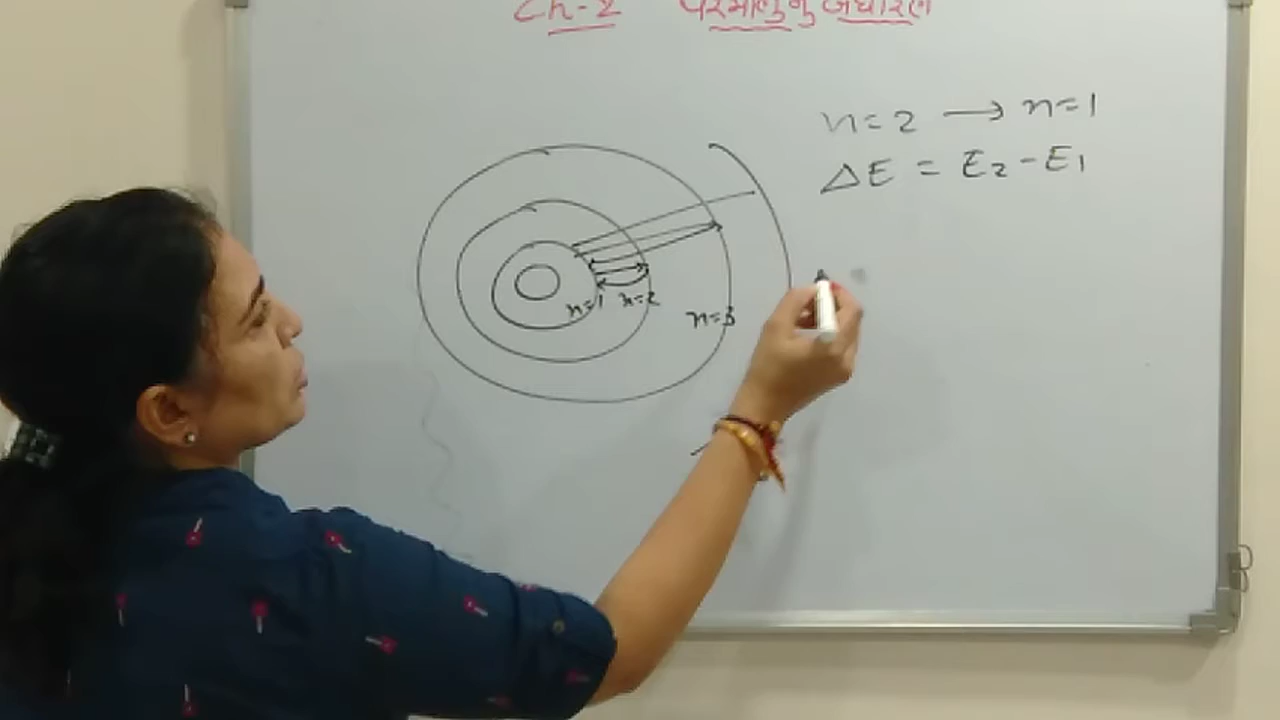 Ch-2 પરમાણુનું બંધારણ
n=2 → n=1
ΔE = E₂-E₁
n=1 n=2
n=3